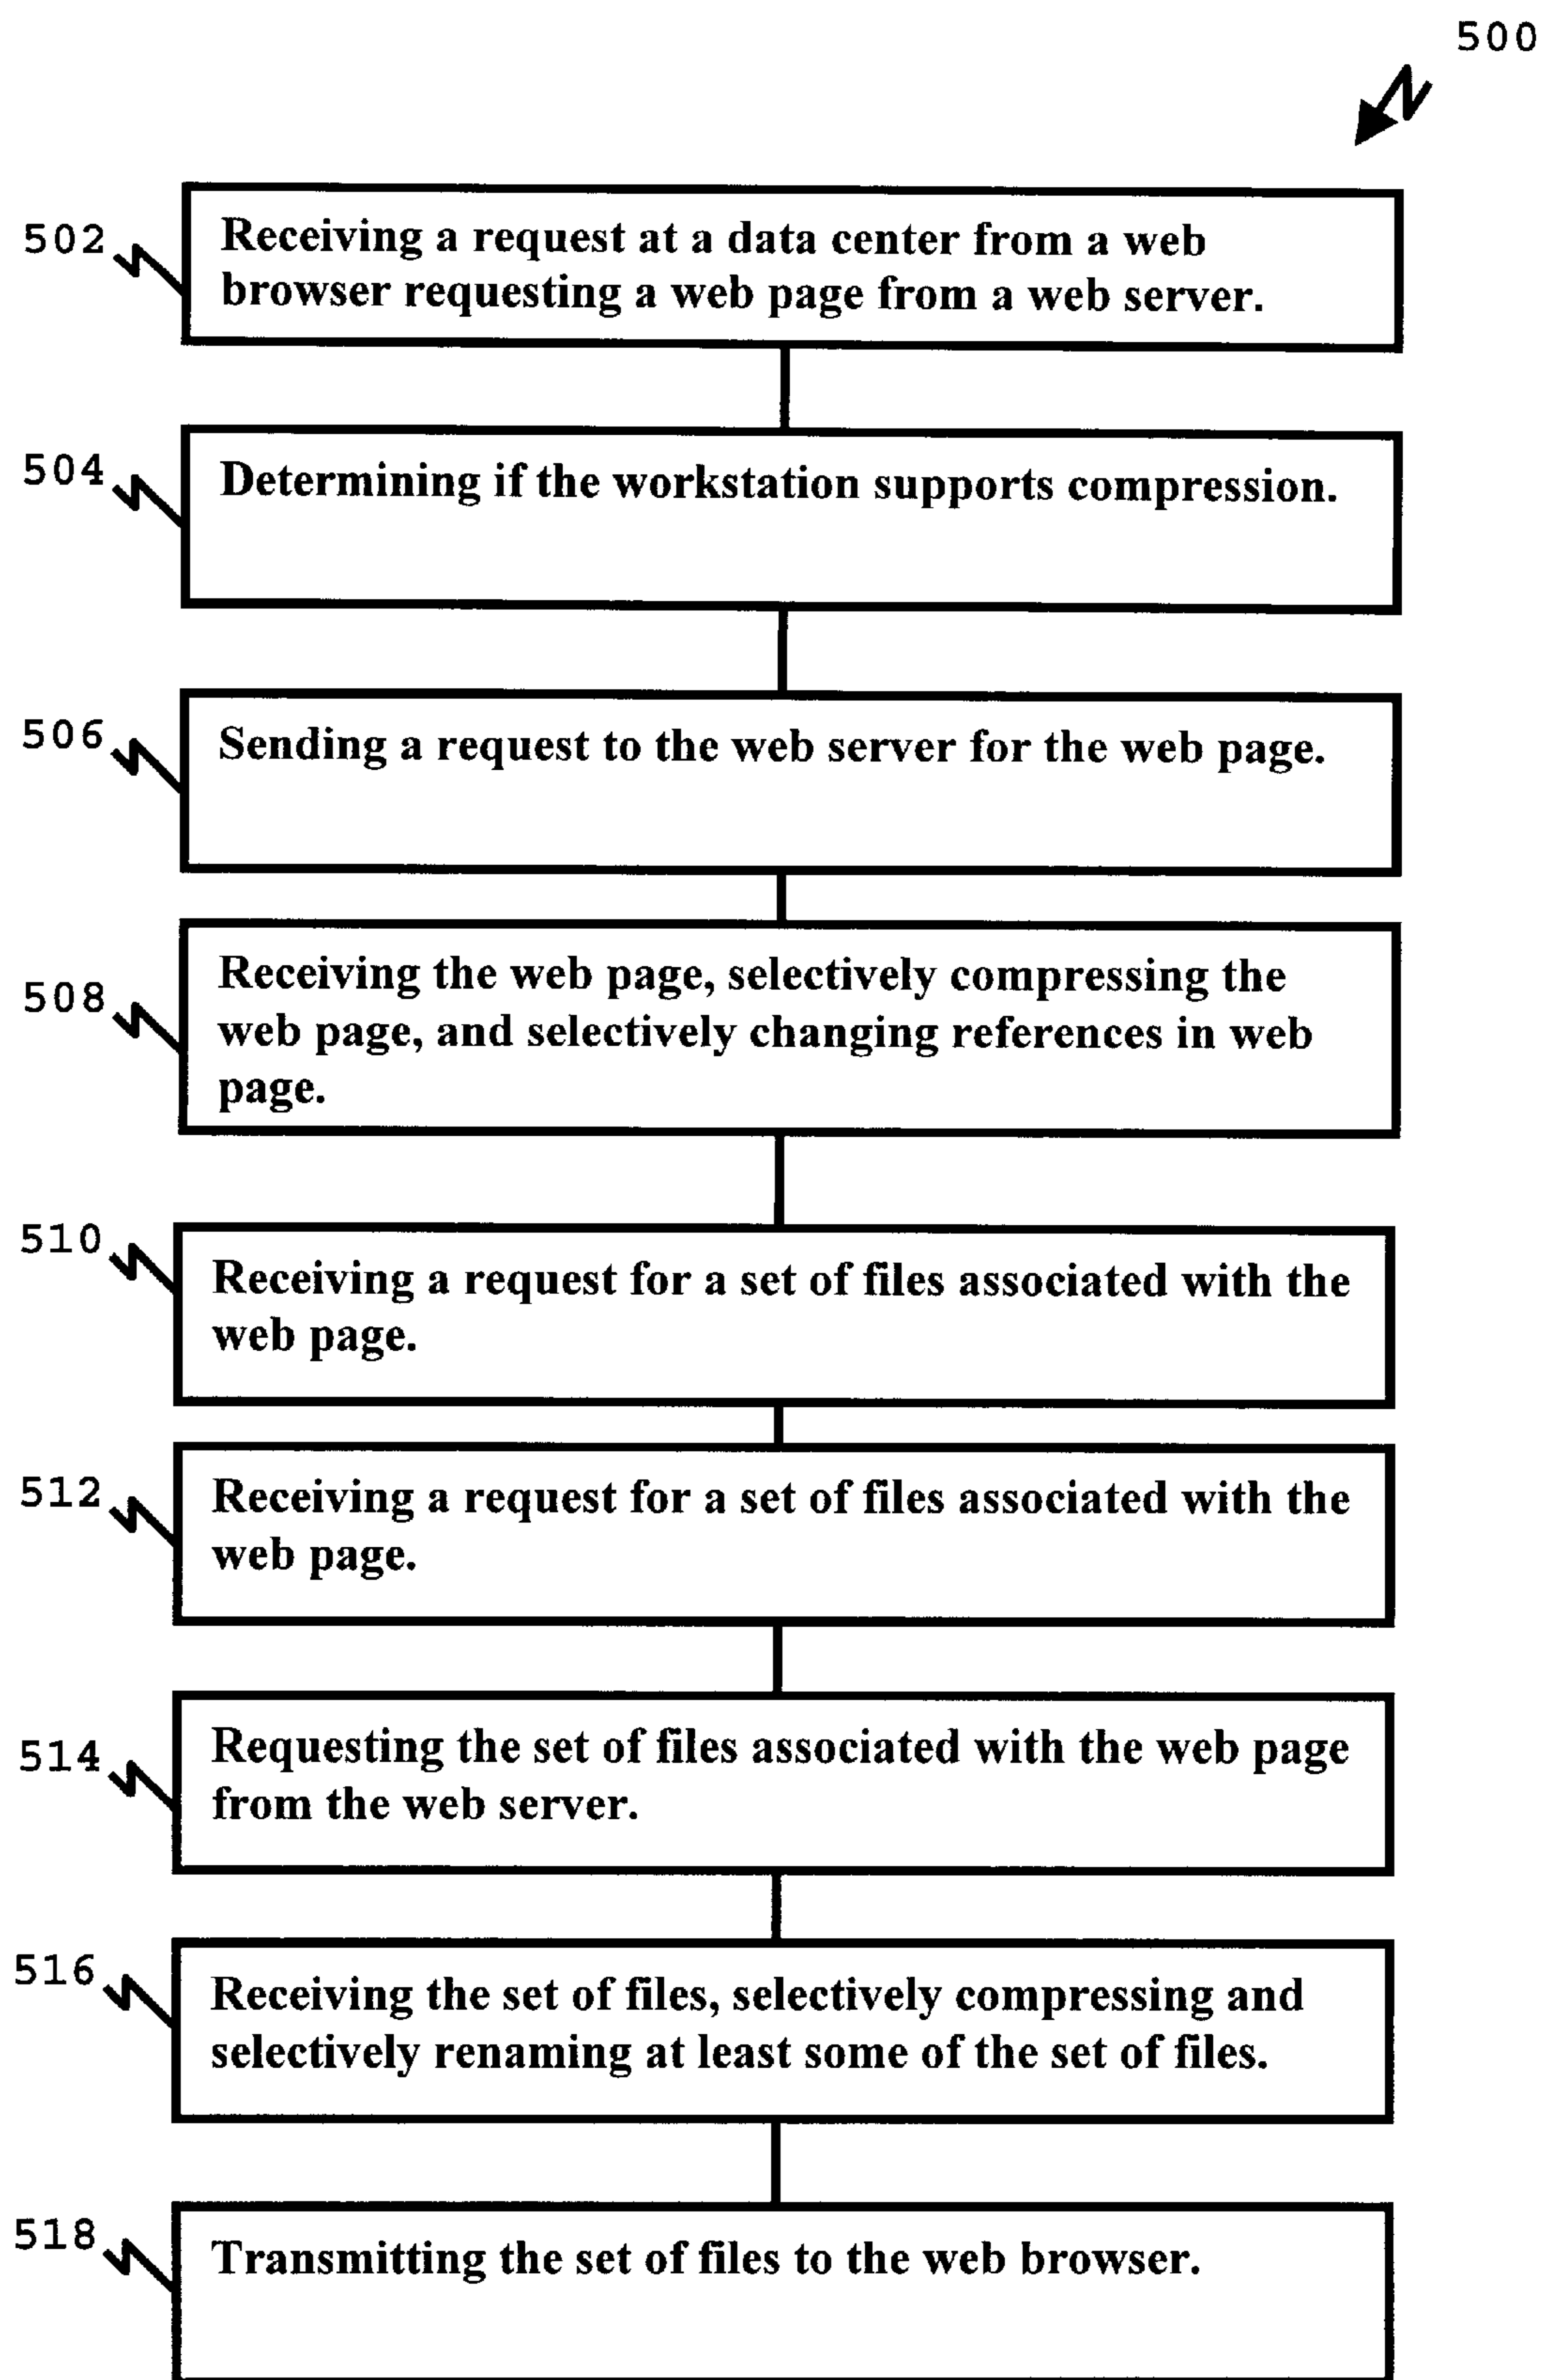 500
502
Receiving a request at a data center from a web
browser requesting a web page from a web server.
504
Determining if the workstation supports compression.
506
Sending a request to the web server for the web page.
508
Receiving the web page, selectively compressing the
web page, and selectively changing references in web
page.
510
Receiving a request for a set of files associated with the
web page.
512
Receiving a request for a set of files associated with the
web page.
514
Requesting the set of files associated with the web page
from the web server.
516
Receiving the set of files, selectively compressing and
selectively renaming at least some of the set of files.
518
Transmitting the set of files to the web browser.